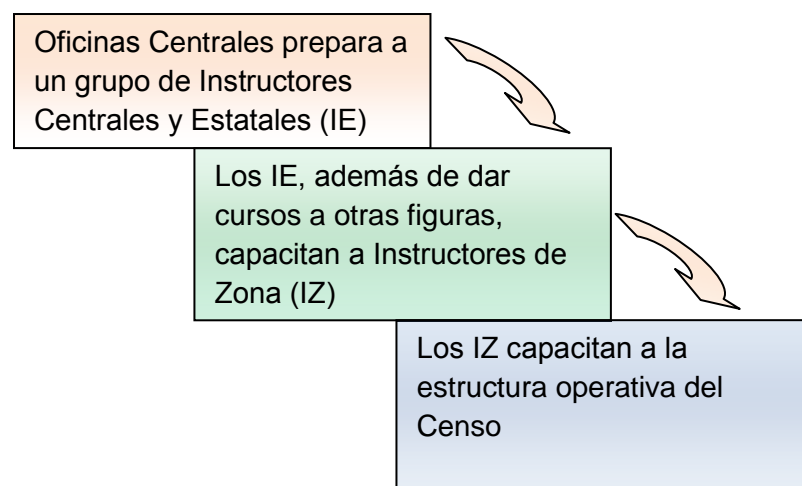 Oficinas Centrales prepara a
un grupo de Instructores
Centrales y Estatales (IE)
Los IE, además de dar
cursos a otras figuras,
capacitan a Instructores de
Zona (IZ)
Los IZ capacitan a la
estructura operativa del
Censo